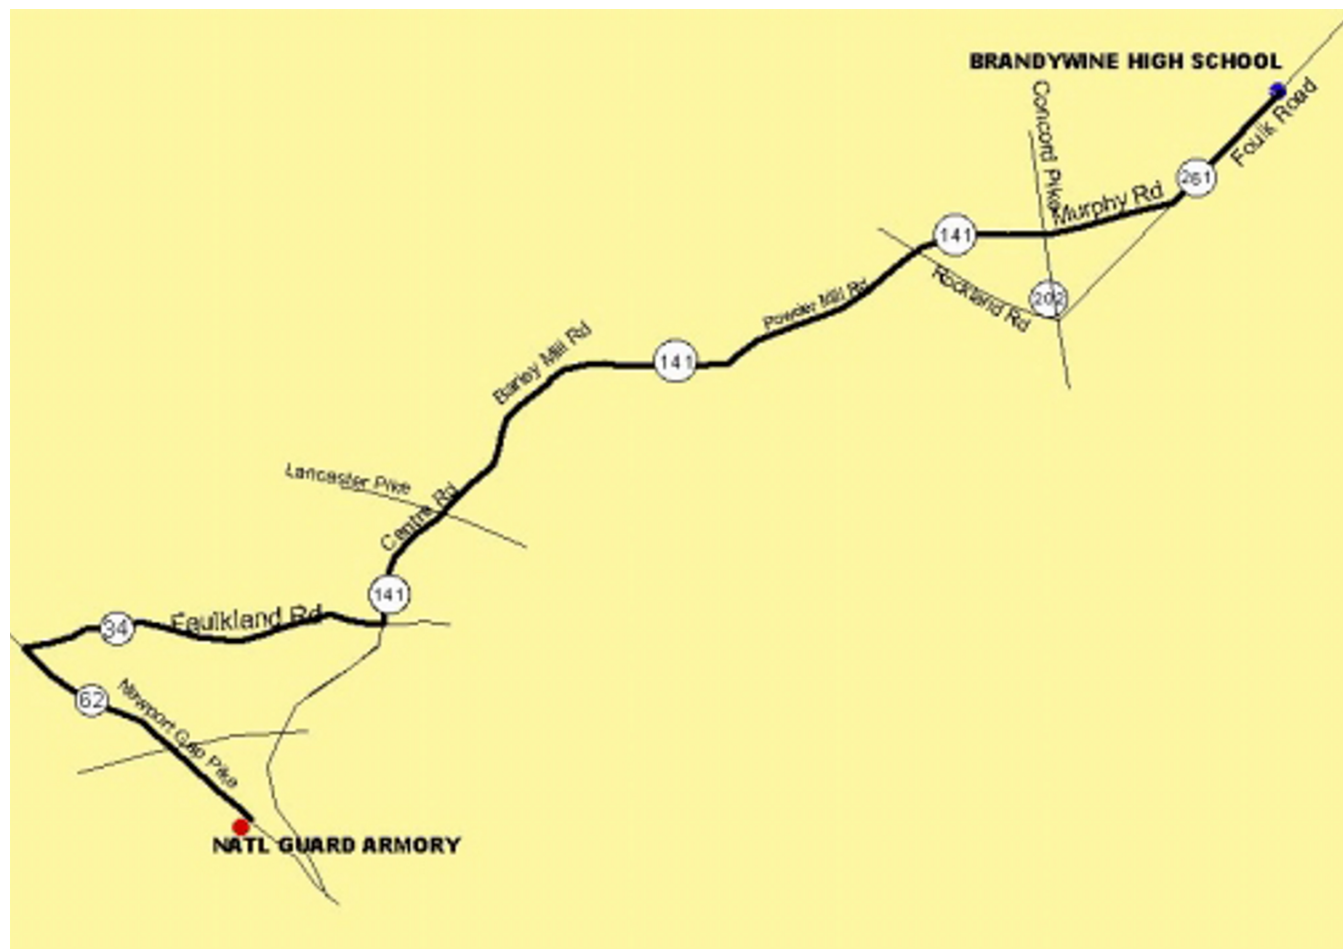 BRANDYWINE HIGH SCHOOL
Concord Pike
Foulk Road
261
Murphy Rd
141
Rockland Rd
202
Powder Mill Rd
141
Barley Mill Rd
Lancaster Pike
Centre Rd
141
34
Faulkland Rd
62
Newport Gap Pike
NATL GUARD ARMORY